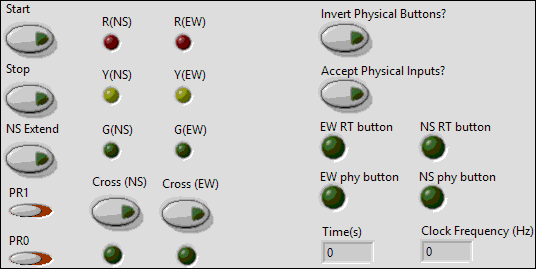 Start
R(NS)
R(EW)
Invert Physical Buttons?
Stop
Y(NS)
Y(EW)
Accept Physical Inputs?
NS Extend
G(NS)
G(EW)
EW RT button
NS RT button
PR1
Cross (NS)
Cross (EW)
EW phy button
NS phy button
PR0
Time(s)
Clock Frequency (Hz)
0
0